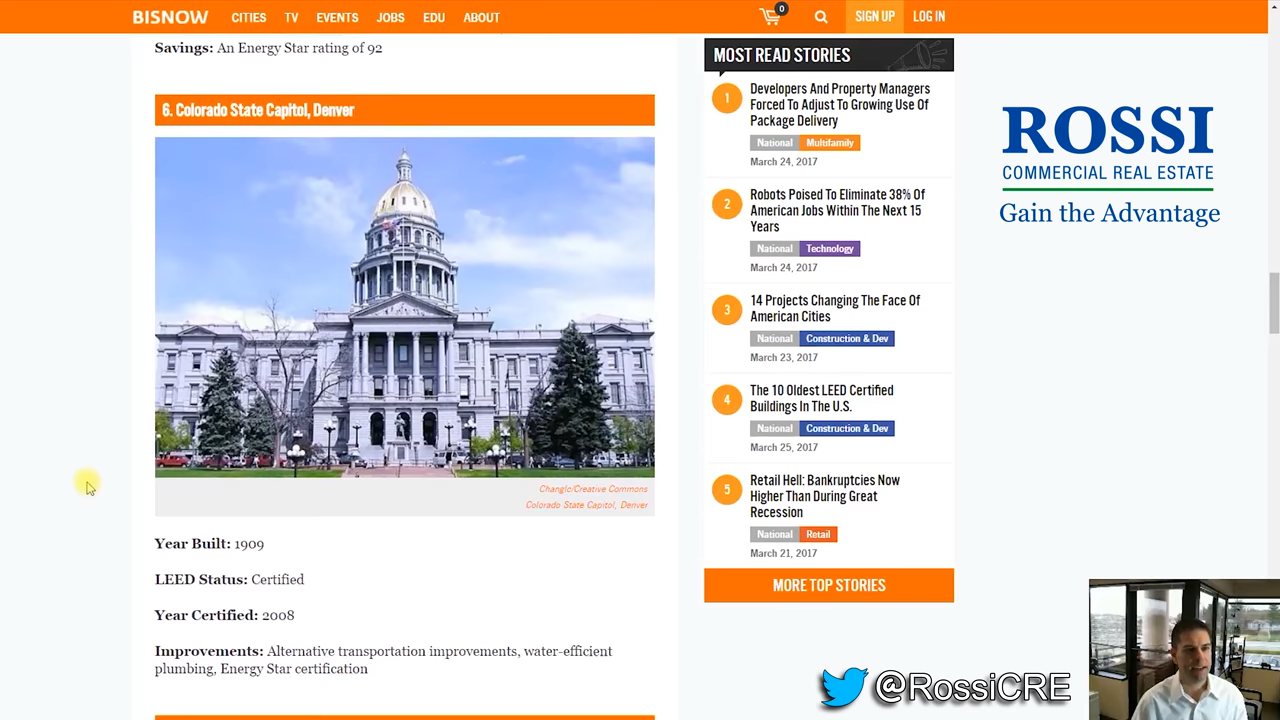 BISNOW CITIES TV EVENTS JOBS EDU ABOUT 0 SIGN UP LOG IN
Savings: An Energy Star rating of 92
6. Colorado State Capitol, Denver
Changlc/Creative Commons
Colorado State Capitol, Denver
Year Built: 1909
LEED Status: Certified
Year Certified: 2008
Improvements: Alternative transportation improvements, water-efficient
plumbing, Energy Star certification
MOST READ STORIES
1
Developers And Property Managers
Forced To Adjust To Growing Use Of
Package Delivery
National Multifamily
March 24, 2017
2
Robots Poised To Eliminate 38% Of
American Jobs Within The Next 15
Years
National Technology
March 24, 2017
3
14 Projects Changing The Face Of
American Cities
National Construction & Dev
March 23, 2017
4
The 10 Oldest LEED Certified
Buildings In The U.S.
National Construction & Dev
March 25, 2017
5
Retail Hell: Bankruptcies Now
Higher Than During Great
Recession
National Retail
March 21, 2017
MORE TOP STORIES
ROSSI
COMMERCIAL REAL ESTATE
Gain the Advantage
@RossiCRE